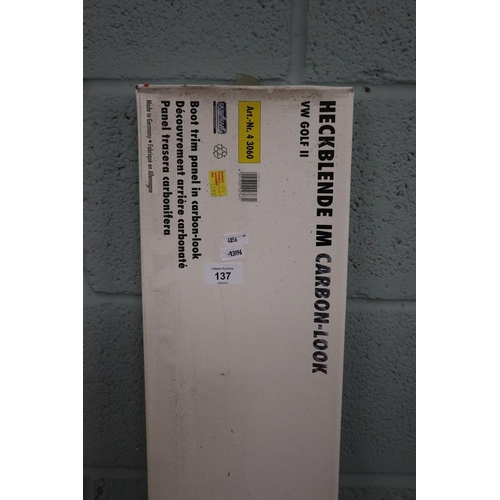 HECKBLENDE IM CARBON-LOOK
VW GOLF II
Art.-Nr. 4 3060
Boot trim panel in carbon-look
Découvrement arrière carbonaté
Panel trasera carbonífera
Made in Germany • Fabriqué en Allemagne
137